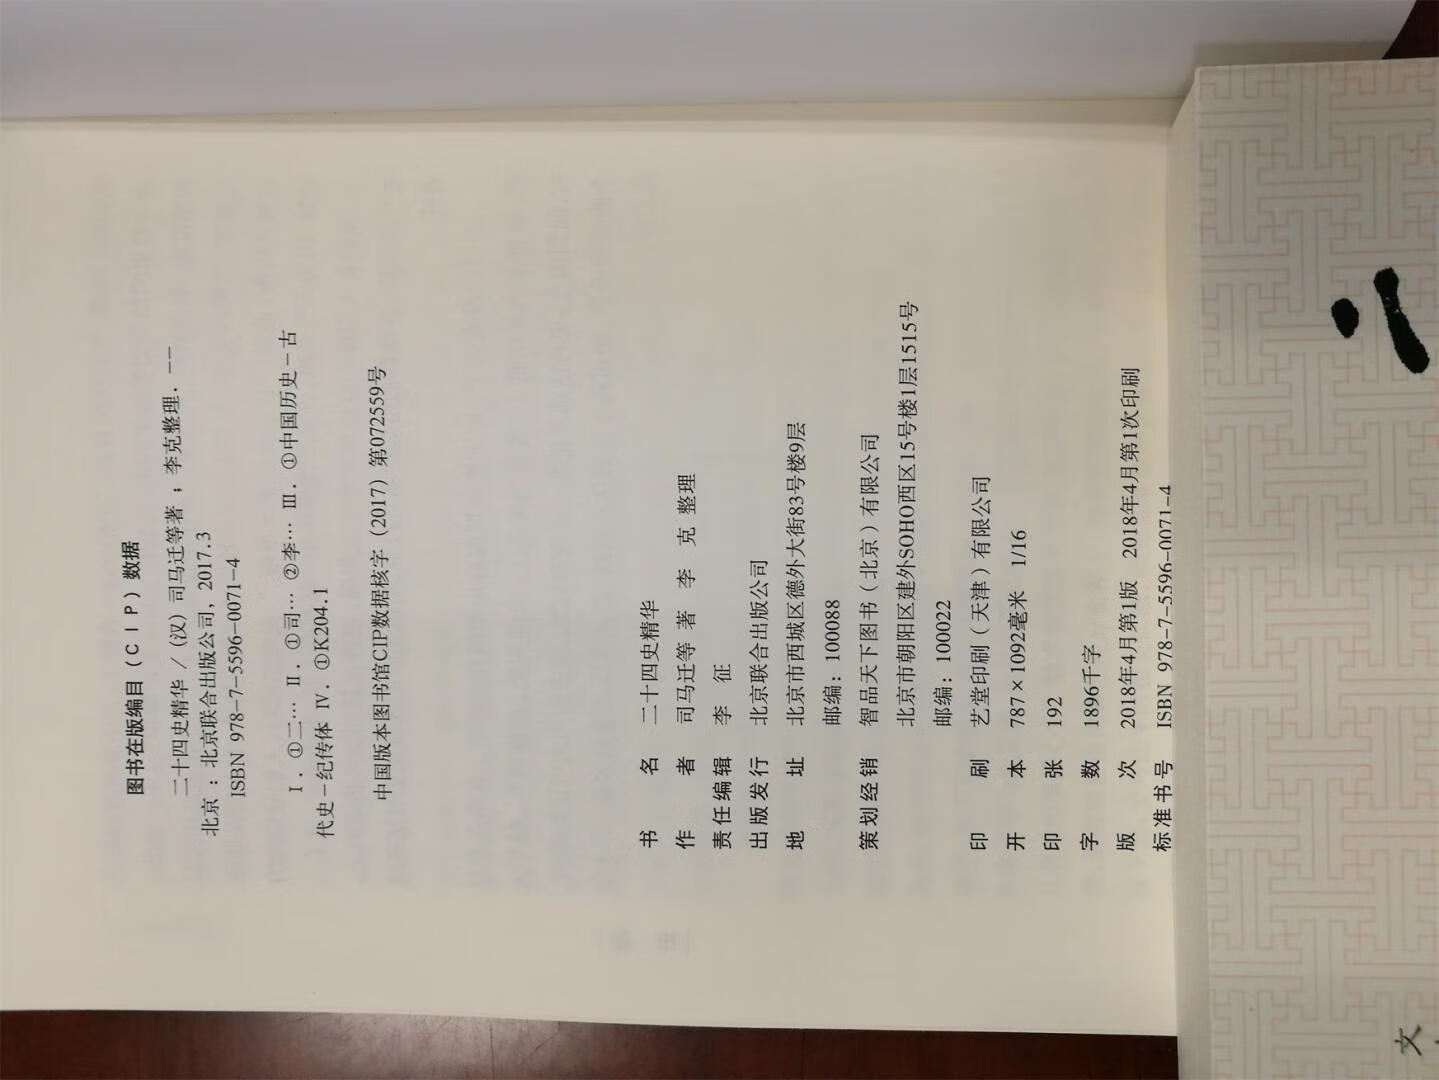 图书在版编目（CIP）数据
二十四史精华／（汉）司马迁等著；李克整理．——
北京：北京联合出版公司，2017.3
ISBN 978-7-5596-0071-4
Ⅰ．①二… Ⅱ．①司… ②李… Ⅲ．①中国历史－古
代史－纪传体 Ⅳ．①K204.1
中国版本图书馆CIP数据核字（2017）第072559号
书 名 二十四史精华
作 者 司马迁等 著 李 克 整理
责任编辑 李 征
出版发行 北京联合出版公司
地 址 北京市西城区德外大街83号楼9层
邮编：100088
策划经销 智品天下图书（北京）有限公司
北京市朝阳区建外SOHO西区15号楼1层1515号
邮编：100022
印 刷 艺堂印刷（天津）有限公司
开 本 787×1092毫米 1/16
印 张 192
字 数 1896千字
版 次 2018年4月第1版 2018年4月第1次印刷
标准书号 ISBN 978-7-5596-0071-4
文